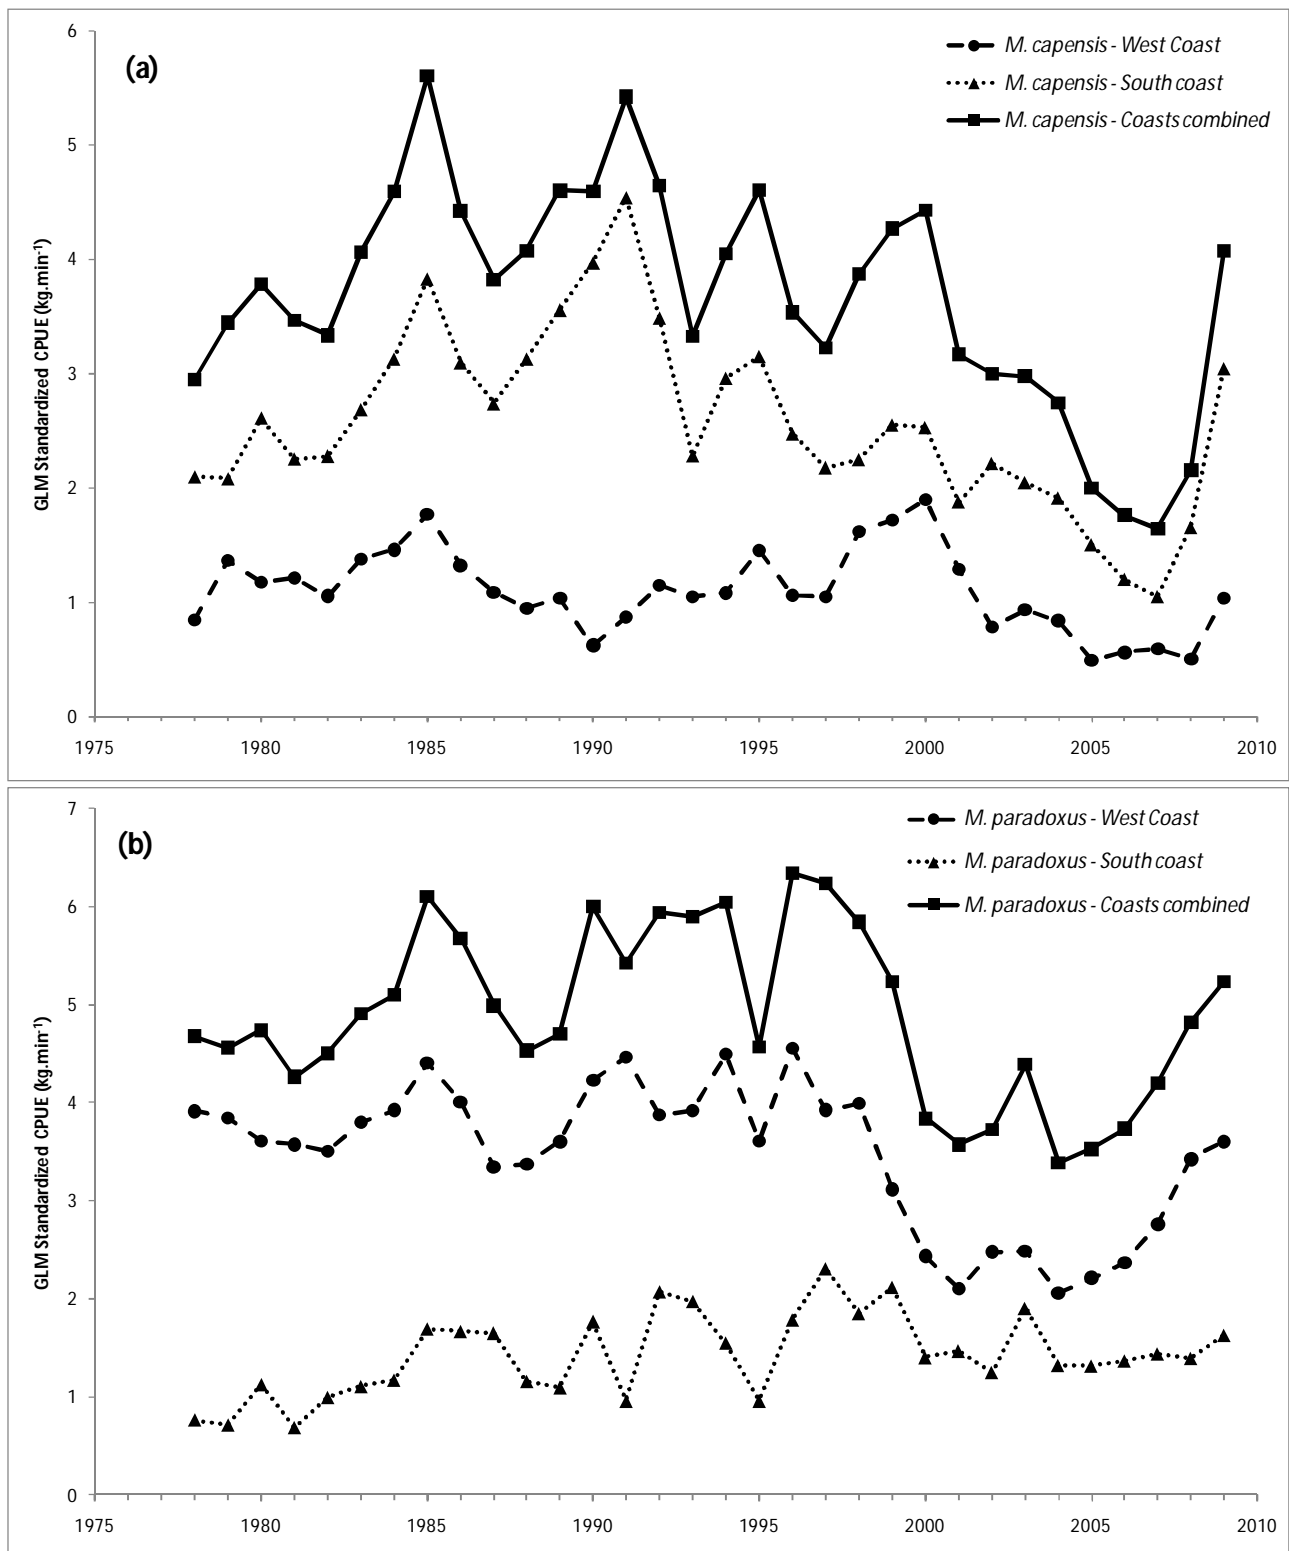 (a)
M. capensis - West Coast
M. capensis - South coast
M. capensis - Coasts combined
GLM Standardized CPUE (kg.min⁻¹)
6
5
4
3
2
1
0
1975 1980 1985 1990 1995 2000 2005 2010
(b)
M. paradoxus - West Coast
M. paradoxus - South coast
M. paradoxus - Coasts combined
GLM Standardized CPUE (kg.min⁻¹)
7
6
5
4
3
2
1
0
1975 1980 1985 1990 1995 2000 2005 2010